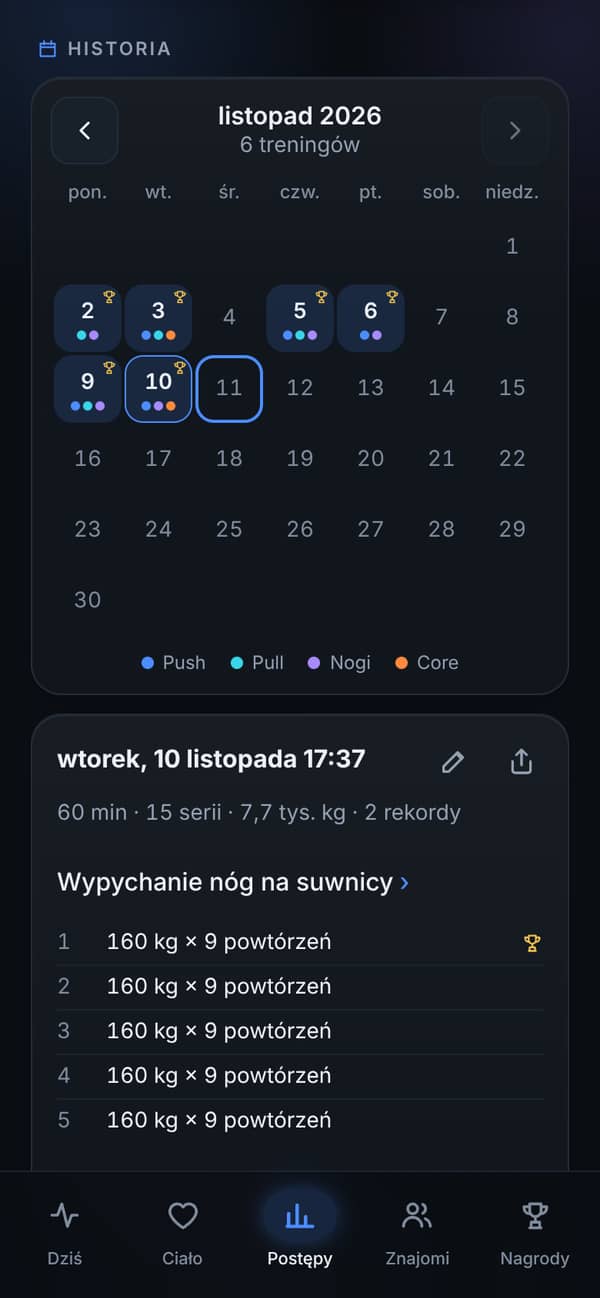 HISTORIA
listopad 2026
6 treningów
pon. wt. śr. czw. pt. sob. niedz.
1
2 3 4 5 6 7 8
9 10 11 12 13 14 15
16 17 18 19 20 21 22
23 24 25 26 27 28 29
30
Push Pull Nogi Core
wtorek, 10 listopada 17:37
60 min · 15 serii · 7,7 tys. kg · 2 rekordy
Wypychanie nóg na suwnicy ›
1 160 kg × 9 powtórzeń
2 160 kg × 9 powtórzeń
3 160 kg × 9 powtórzeń
4 160 kg × 9 powtórzeń
5 160 kg × 9 powtórzeń
Dziś Ciało Postępy Znajomi Nagrody